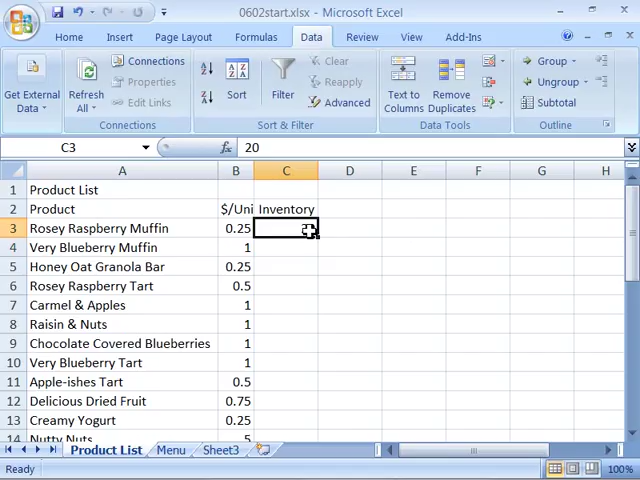 0602start.xlsx - Microsoft Excel
Home Insert Page Layout Formulas Data Review View Add-Ins
Get External Data
Refresh All
Connections
Properties
Edit Links
Connections
Sort
Filter
Clear
Reapply
Advanced
Sort & Filter
Text to Columns
Remove Duplicates
Data Tools
Group
Ungroup
Subtotal
Outline
C3 fx 20
A B C D E F G H
1 Product List
2 Product $/Uni Inventory
3 Rosey Raspberry Muffin 0.25
4 Very Blueberry Muffin 1
5 Honey Oat Granola Bar 0.25
6 Rosey Raspberry Tart 0.5
7 Carmel & Apples 1
8 Raisin & Nuts 1
9 Chocolate Covered Blueberries 1
10 Very Blueberry Tart 1
11 Apple-ishes Tart 0.5
12 Delicious Dried Fruit 0.75
13 Creamy Yogurt 0.25
14 Nutty Nuts 5
Product List Menu Sheet3
Ready 100%